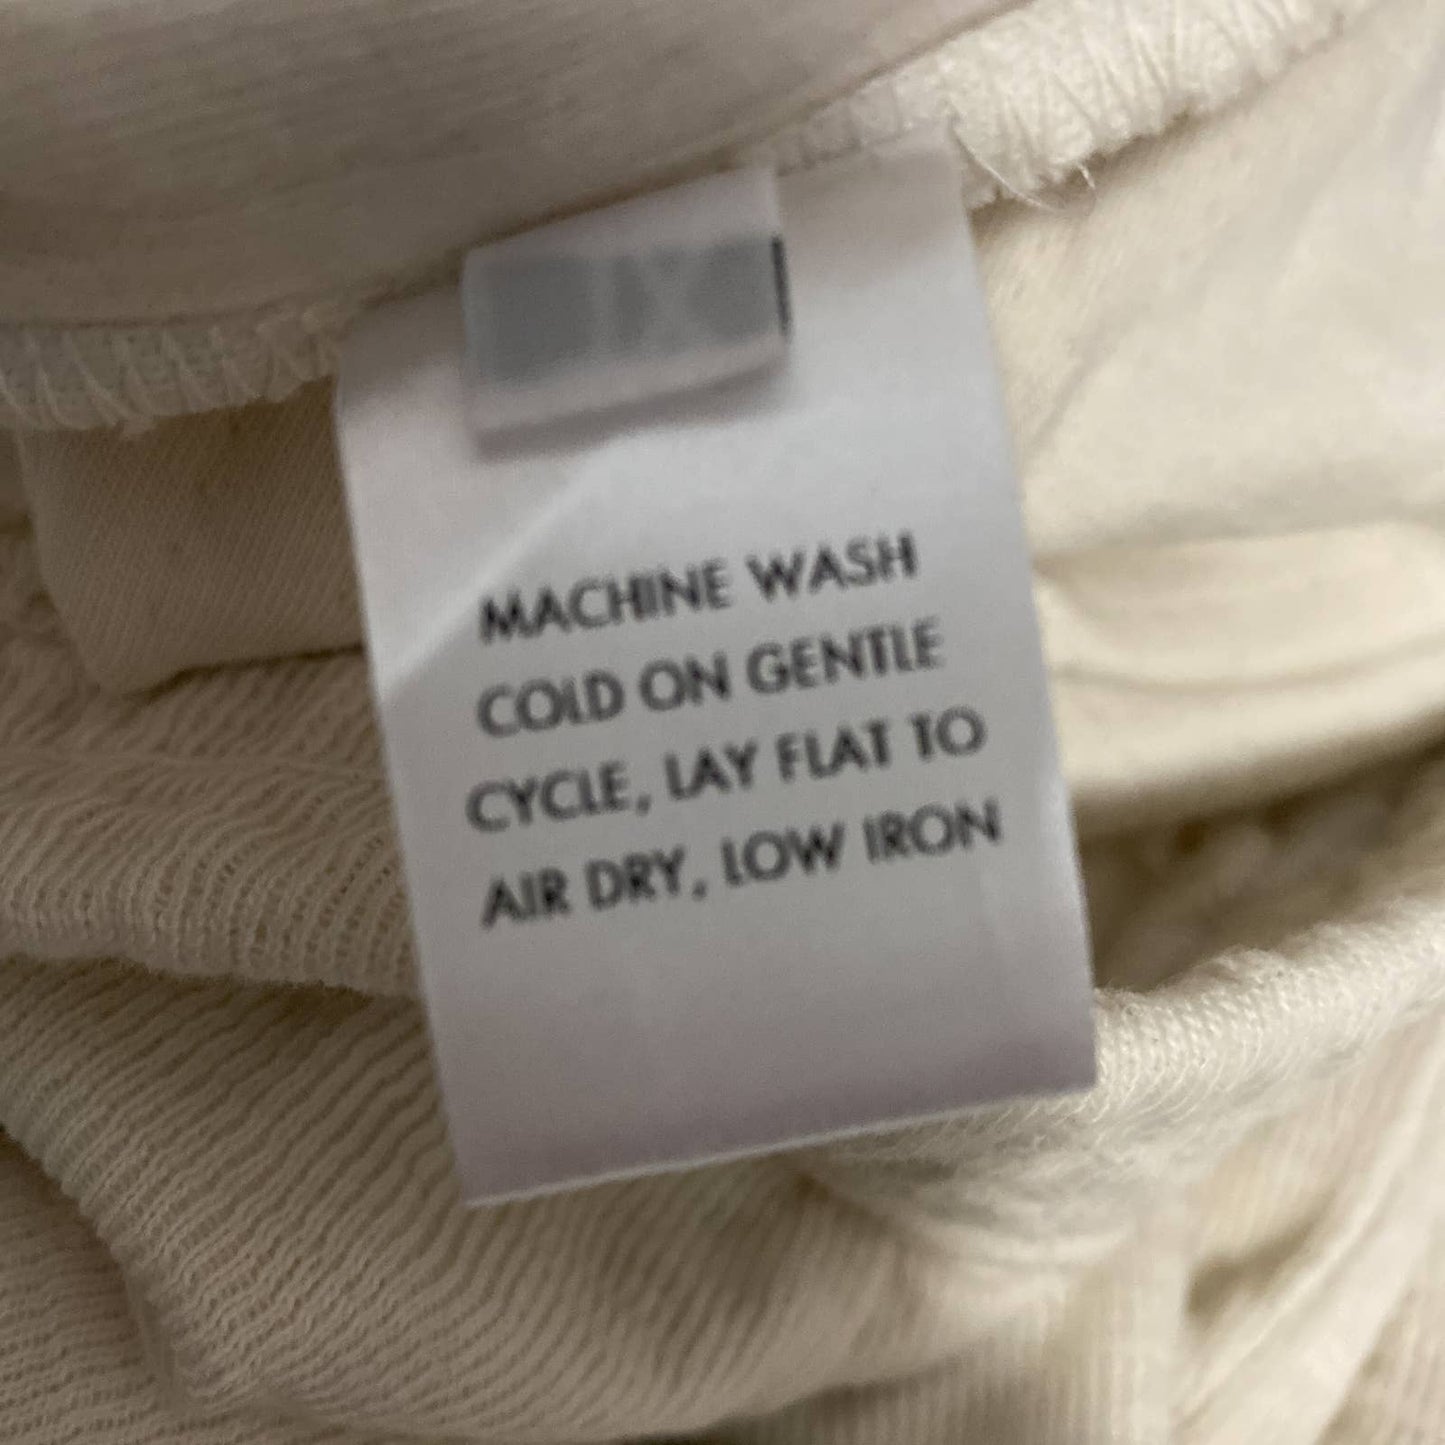 MACHINE WASH
COLD ON GENTLE
CYCLE, LAY FLAT TO
AIR DRY, LOW IRON